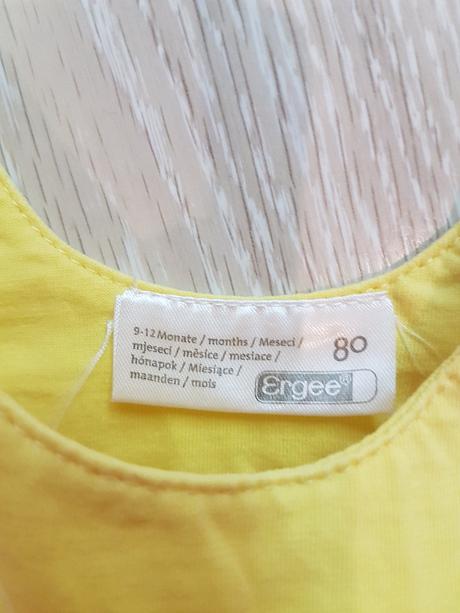 9-12 Monate / months / Meseci /
mjeseci / měsíce / mesiace /
hónapok / Miesiące /
maanden / mois
80
Ergee®